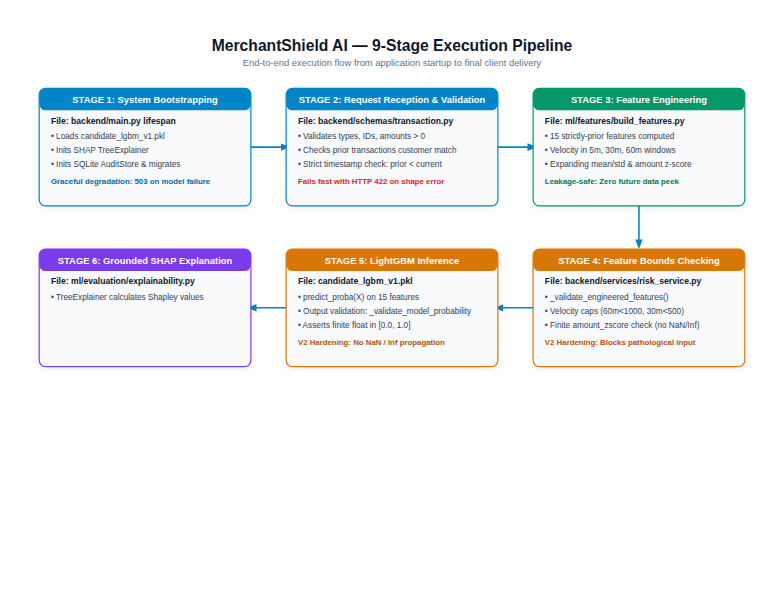 MerchantShield AI — 9-Stage Execution Pipeline
End-to-end execution flow from application startup to final client delivery
STAGE 1: System Bootstrapping
File: backend/main.py lifespan
• Loads candidate_lgbm_v1.pkl
• Inits SHAP TreeExplainer
• Inits SQLite AuditStore & migrates
Graceful degradation: 503 on model failure
STAGE 2: Request Reception & Validation
File: backend/schemas/transaction.py
• Validates types, IDs, amounts > 0
• Checks prior transactions customer match
• Strict timestamp check: prior < current
Fails fast with HTTP 422 on shape error
STAGE 3: Feature Engineering
File: ml/features/build_features.py
• 15 strictly-prior features computed
• Velocity in 5m, 30m, 60m windows
• Expanding mean/std & amount z-score
Leakage-safe: Zero future data peek
STAGE 6: Grounded SHAP Explanation
File: ml/evaluation/explainability.py
• TreeExplainer calculates Shapley values
STAGE 5: LightGBM Inference
File: candidate_lgbm_v1.pkl
• predict_proba(X) on 15 features
• Output validation: _validate_model_probability
• Asserts finite float in [0.0, 1.0]
V2 Hardening: No NaN / Inf propagation
STAGE 4: Feature Bounds Checking
File: backend/services/risk_service.py
• _validate_engineered_features()
• Velocity caps (60m<1000, 30m<500)
• Finite amount_zscore check (no NaN/Inf)
V2 Hardening: Blocks pathological input